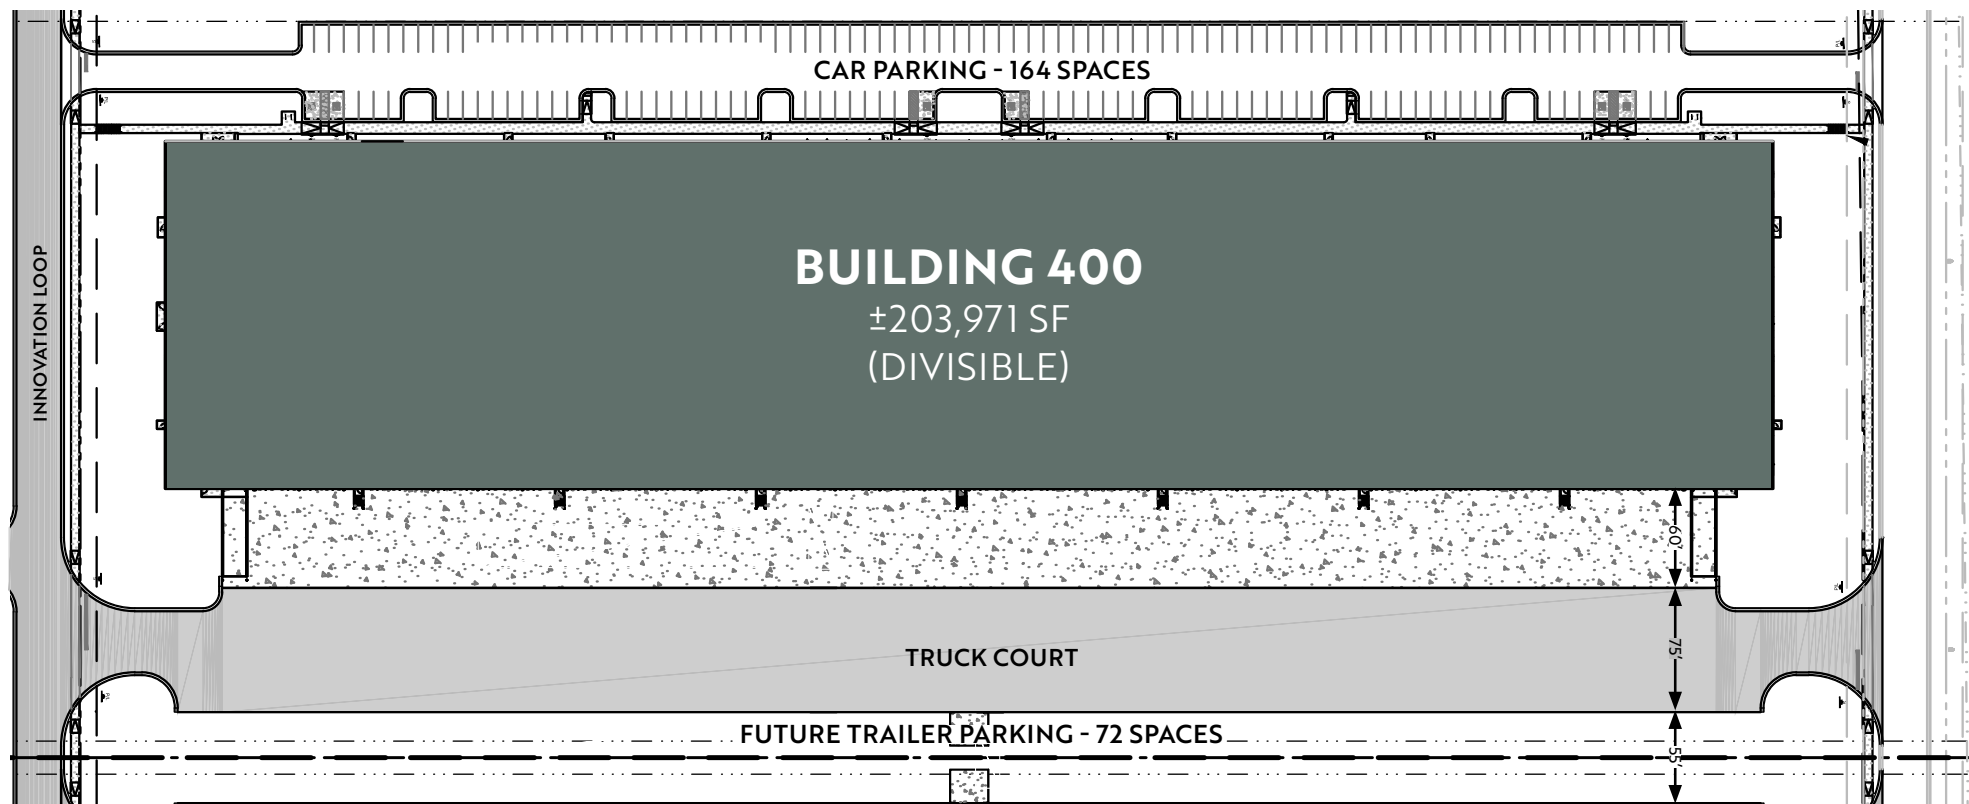 CAR PARKING - 164 SPACES
INNOVATION LOOP
BUILDING 400
±203,971 SF
(DIVISIBLE)
60'
75'
TRUCK COURT
FUTURE TRAILER PARKING - 72 SPACES
55'